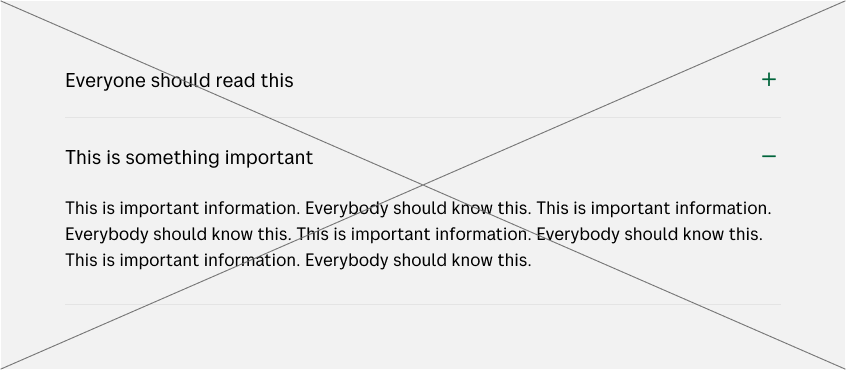 Everyone should read this
This is something important
This is important information. Everybody should know this. This is important information.
Everybody should know this. This is important information. Everybody should know this.
This is important information. Everybody should know this.